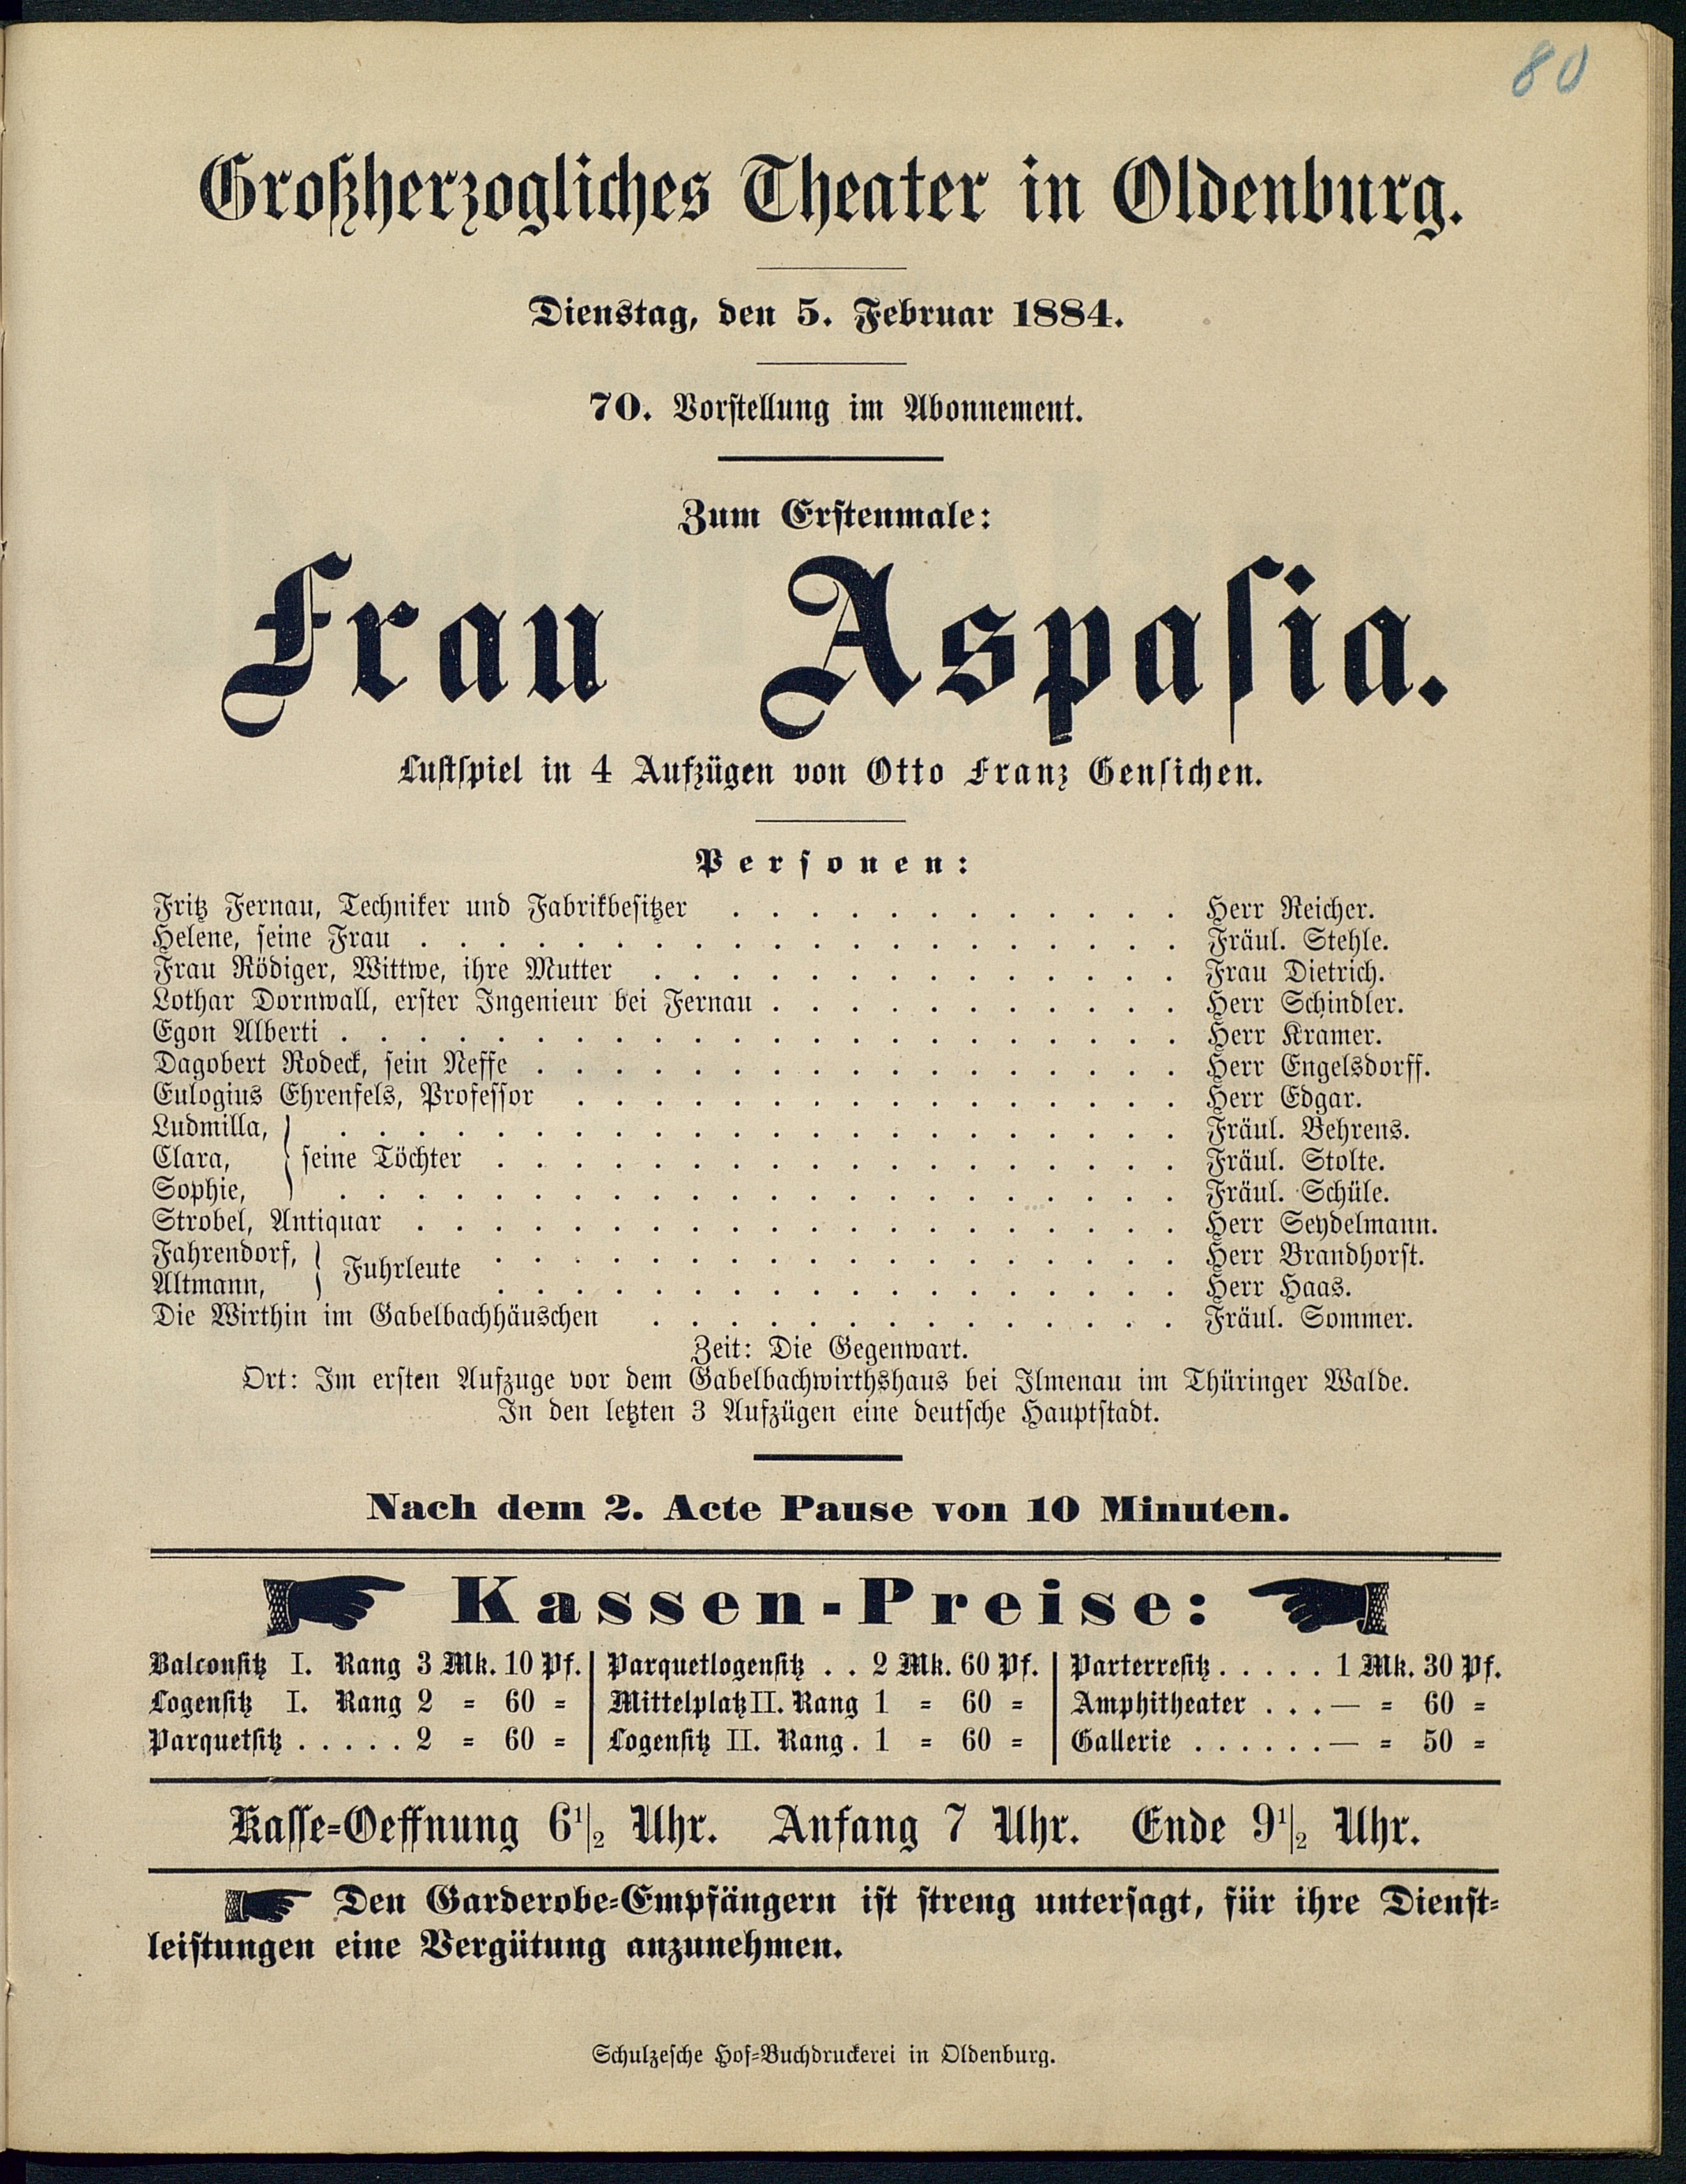 80
Großherzogliches Theater in Oldenburg.
Dienstag, den 5. Februar 1884.
70. Vorstellung im Abonnement.
Zum Erstenmale:
Frau Aspasia.
Lustspiel in 4 Aufzügen von Otto Franz Gensichen.
Personen:
Fritz Fernau, Techniker und Fabrikbesitzer . . . . . . . . . . . . Herr Reicher.
Helene, seine Frau . . . . . . . . . . . . . . . . . . . . Fräul. Stehle.
Frau Rödiger, Wittwe, ihre Mutter . . . . . . . . . . . . . . Frau Dietrich.
Lothar Dornwall, erster Ingenieur bei Fernau . . . . . . . . . . . Herr Schindler.
Egon Alberti . . . . . . . . . . . . . . . . . . . . . . Herr Kramer.
Dagobert Rodeck, sein Neffe . . . . . . . . . . . . . . . . . Herr Engelsdorff.
Eulogius Ehrenfels, Professor . . . . . . . . . . . . . . . . Herr Edgar.
Ludmilla, . . . . . . . . . . . . . . . . . . . . . . Fräul. Behrens.
Clara, } seine Töchter . . . . . . . . . . . . . . . . . . Fräul. Stolte.
Sophie, . . . . . . . . . . . . . . . . . . . . . . Fräul. Schüle.
Strobel, Antiquar . . . . . . . . . . . . . . . . . . . . Herr Seydelmann.
Fahrendorf, } Fuhrleute . . . . . . . . . . . . . . . . . . Herr Brandhorst.
Altmann, . . . . . . . . . . . . . . . . . . Herr Haas.
Die Wirthin im Gabelbachhäuschen . . . . . . . . . . . . . . Fräul. Sommer.
Zeit: Die Gegenwart.
Ort: Im ersten Aufzuge vor dem Gabelbachwirthshaus bei Ilmenau im Thüringer Walde.
In den letzten 3 Aufzügen eine deutsche Hauptstadt.
Nach dem 2. Acte Pause von 10 Minuten.
Kassen-Preise:
Balconsitz I. Rang 3 Mk. 10 Pf. | Parquetlogensitz . . 2 Mk. 60 Pf. | Parterresitz . . . . . 1 Mk. 30 Pf.
Logensitz I. Rang 2 = 60 = | Mittelplatz II. Rang 1 = 60 = | Amphitheater . . . — = 60 =
Parquetsitz . . . . . 2 = 60 = | Logensitz II. Rang . 1 = 60 = | Gallerie . . . . . . — = 50 =
Kasse-Oeffnung 6 1/2 Uhr. Anfang 7 Uhr. Ende 9 1/2 Uhr.
Den Garderobe-Empfängern ist streng untersagt, für ihre Dienst-
leistungen eine Vergütung anzunehmen.
Schulzesche Hof-Buchdruckerei in Oldenburg.